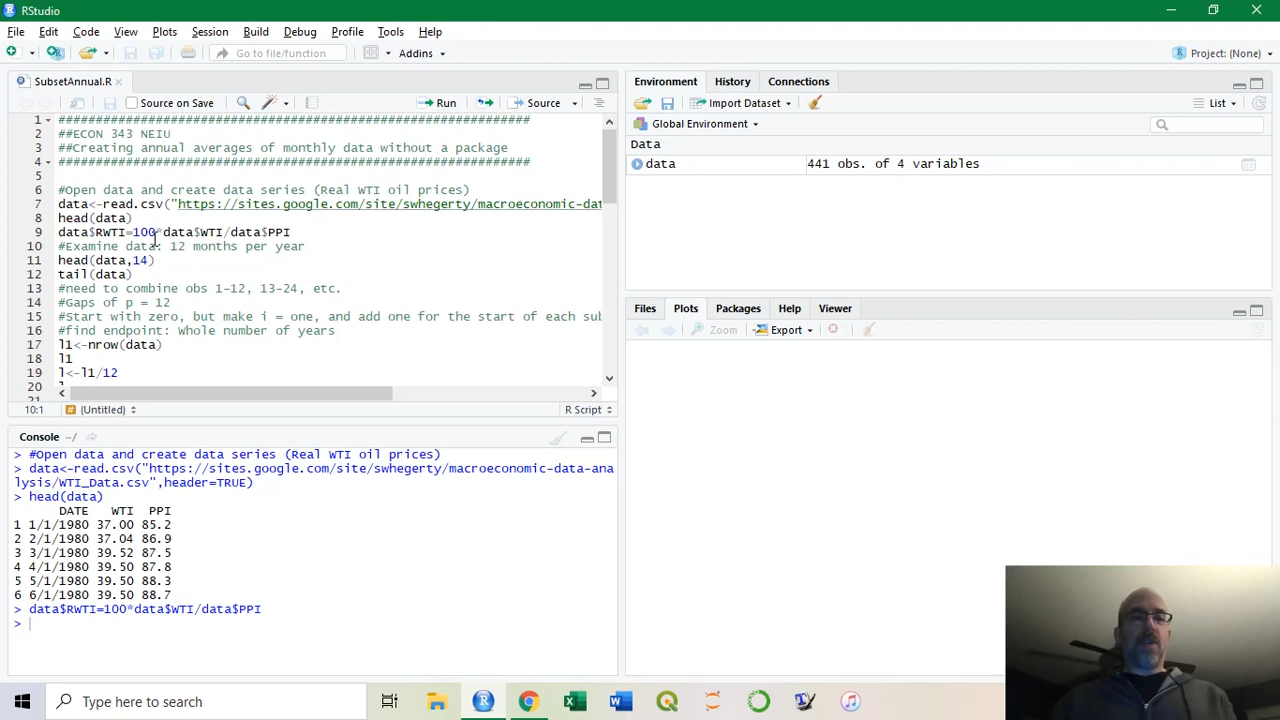 RStudio
File Edit Code View Plots Session Build Debug Profile Tools Help
Go to file/function
Addins
Project: (None)
SubsetAnnual.R
Source on Save
Run
Source
1 ###############################################################
2 ##ECON 343 NEIU
3 ##Creating annual averages of monthly data without a package
4 ###############################################################
5
6 #Open data and create data series (Real WTI oil prices)
7 data<-read.csv("https://sites.google.com/site/swhegerty/macroeconomic-dat
8 head(data)
9 data$RWTI=100*data$WTI/data$PPI
10 #Examine data: 12 months per year
11 head(data,14)
12 tail(data)
13 #need to combine obs 1-12, 13-24, etc.
14 #Gaps of p = 12
15 #Start with zero, but make i = one, and add one for the start of each sub
16 #find endpoint: Whole number of years
17 l1<-nrow(data)
18 l1
19 l<-l1/12
20 l
21
10:1 (Untitled) R Script
Console ~/
> #Open data and create data series (Real WTI oil prices)
> data<-read.csv("https://sites.google.com/site/swhegerty/macroeconomic-data-ana
lysis/WTI_Data.csv",header=TRUE)
> head(data)
DATE WTI PPI
1 1/1/1980 37.00 85.2
2 2/1/1980 37.04 86.9
3 3/1/1980 39.52 87.5
4 4/1/1980 39.50 87.8
5 5/1/1980 39.50 88.3
6 6/1/1980 39.50 88.7
> data$RWTI=100*data$WTI/data$PPI
>
Environment History Connections
Import Dataset
List
Global Environment
Data
data 441 obs. of 4 variables
Files Plots Packages Help Viewer
Zoom Export
Type here to search